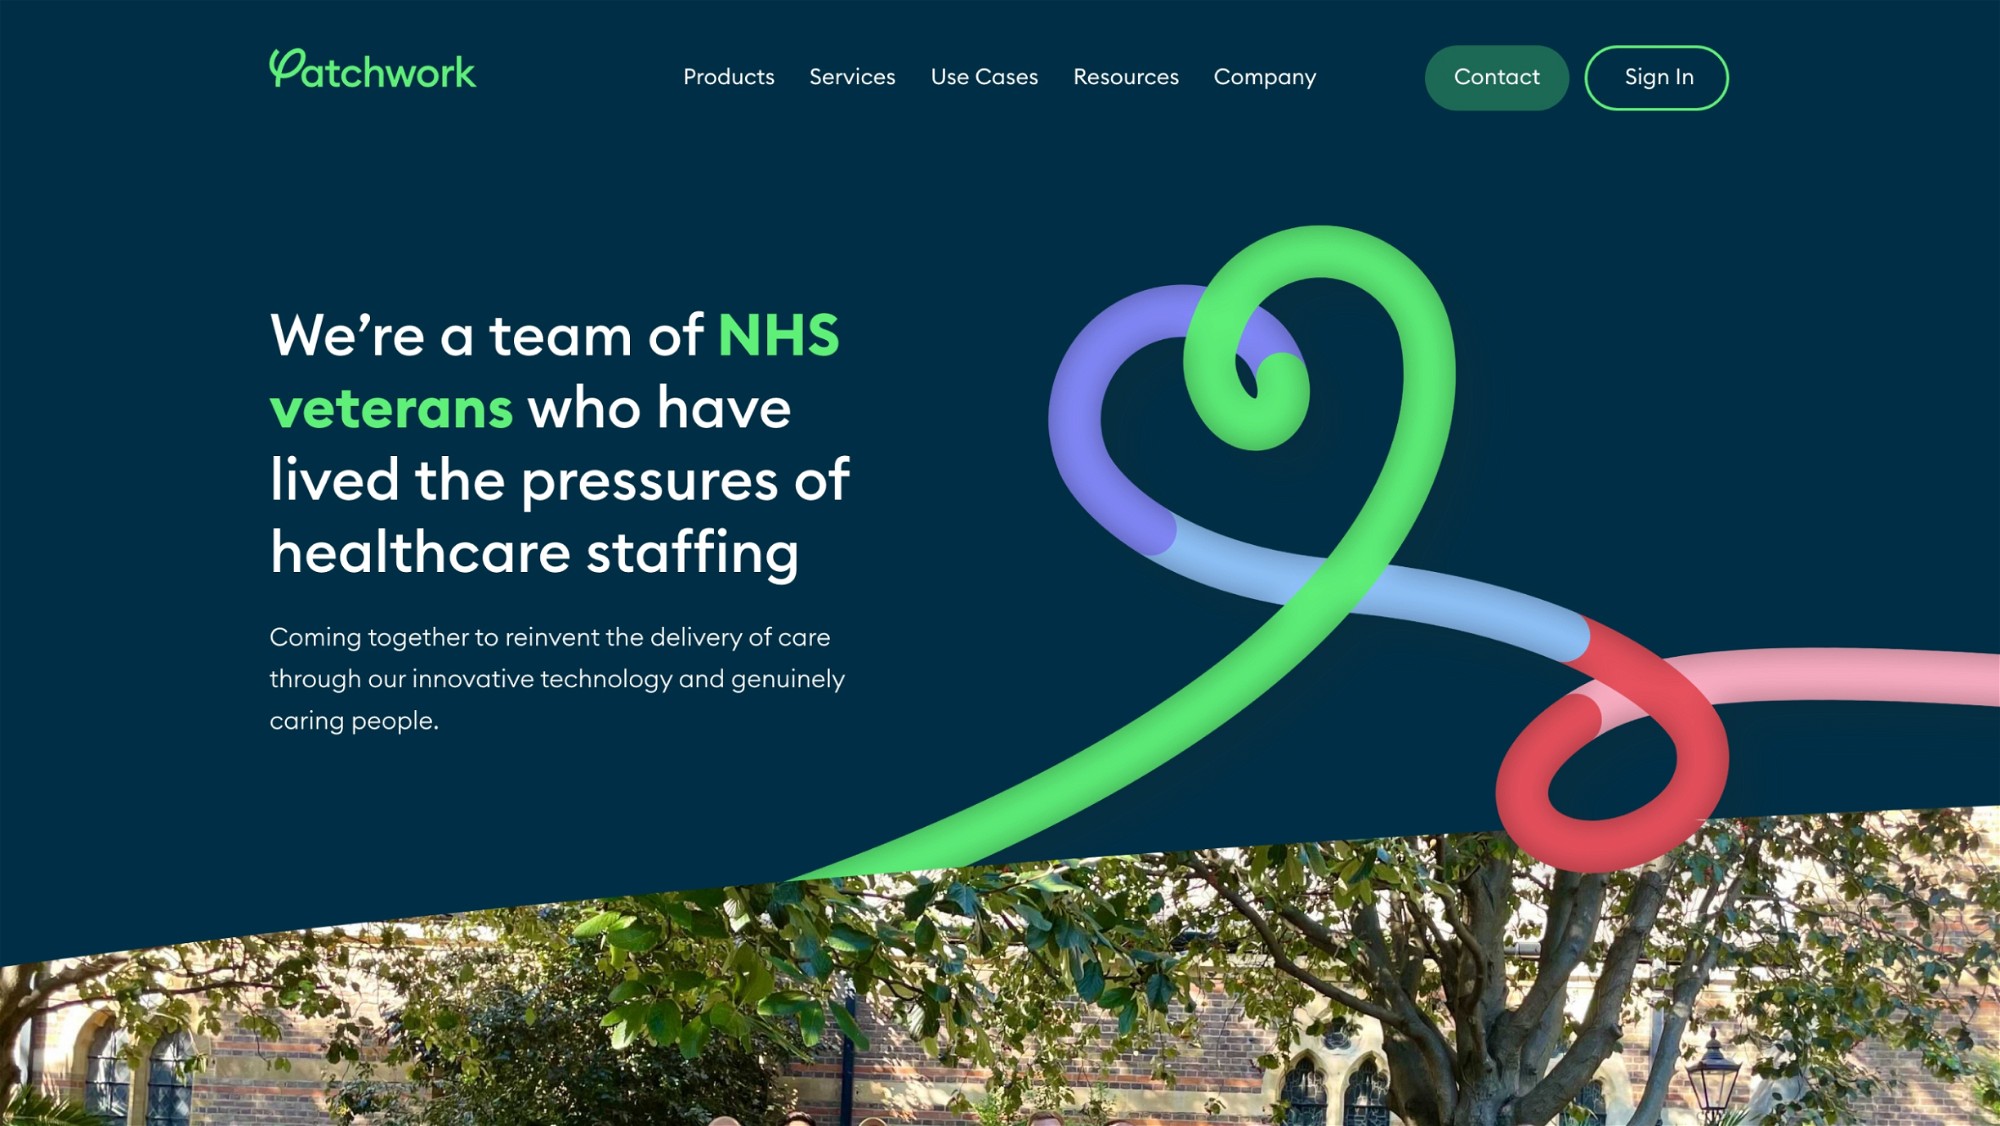 Patchwork
Products
Services
Use Cases
Resources
Company
Contact
Sign In
We’re a team of NHS
veterans who have
lived the pressures of
healthcare staffing
Coming together to reinvent the delivery of care
through our innovative technology and genuinely
caring people.